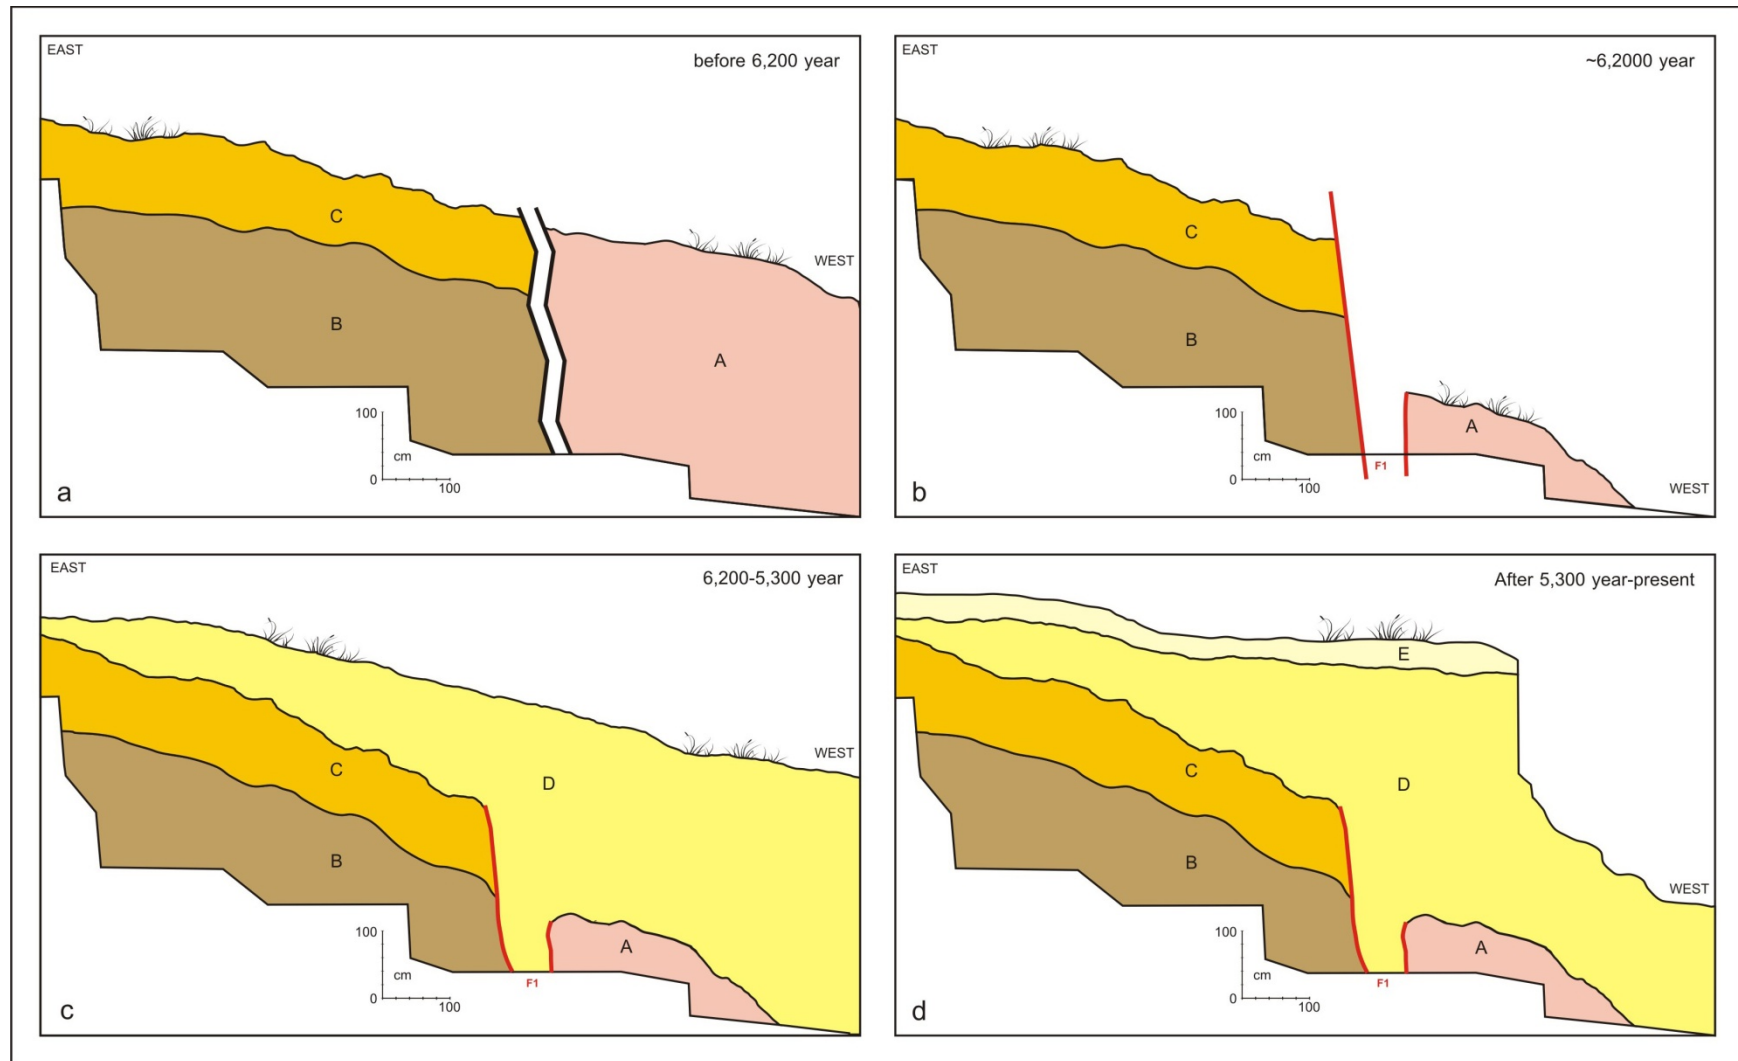 EAST
before 6,200 year
C
WEST
B
A
100
cm
0
100
a
EAST
~6,2000 year
C
B
A
100
cm
0
100
F1
WEST
b
EAST
6,200-5,300 year
WEST
C
D
B
A
100
cm
0
100
F1
c
EAST
After 5,300 year-present
E
C
D
B
WEST
A
100
cm
0
100
F1
d